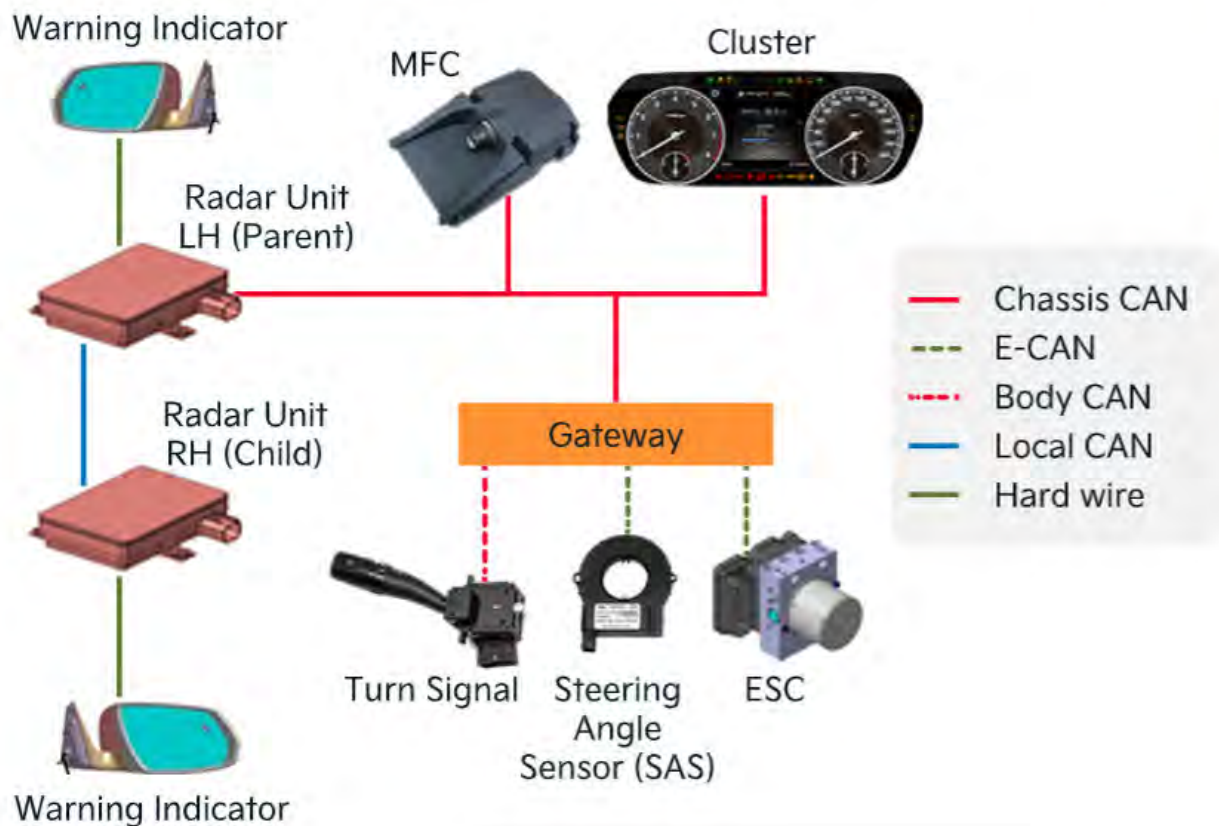 Warning Indicator
MFC
Cluster
Radar Unit
LH (Parent)
Chassis CAN
E-CAN
Body CAN
Local CAN
Hard wire
Radar Unit
RH (Child)
Gateway
Turn Signal
Steering
Angle
Sensor (SAS)
ESC
Warning Indicator